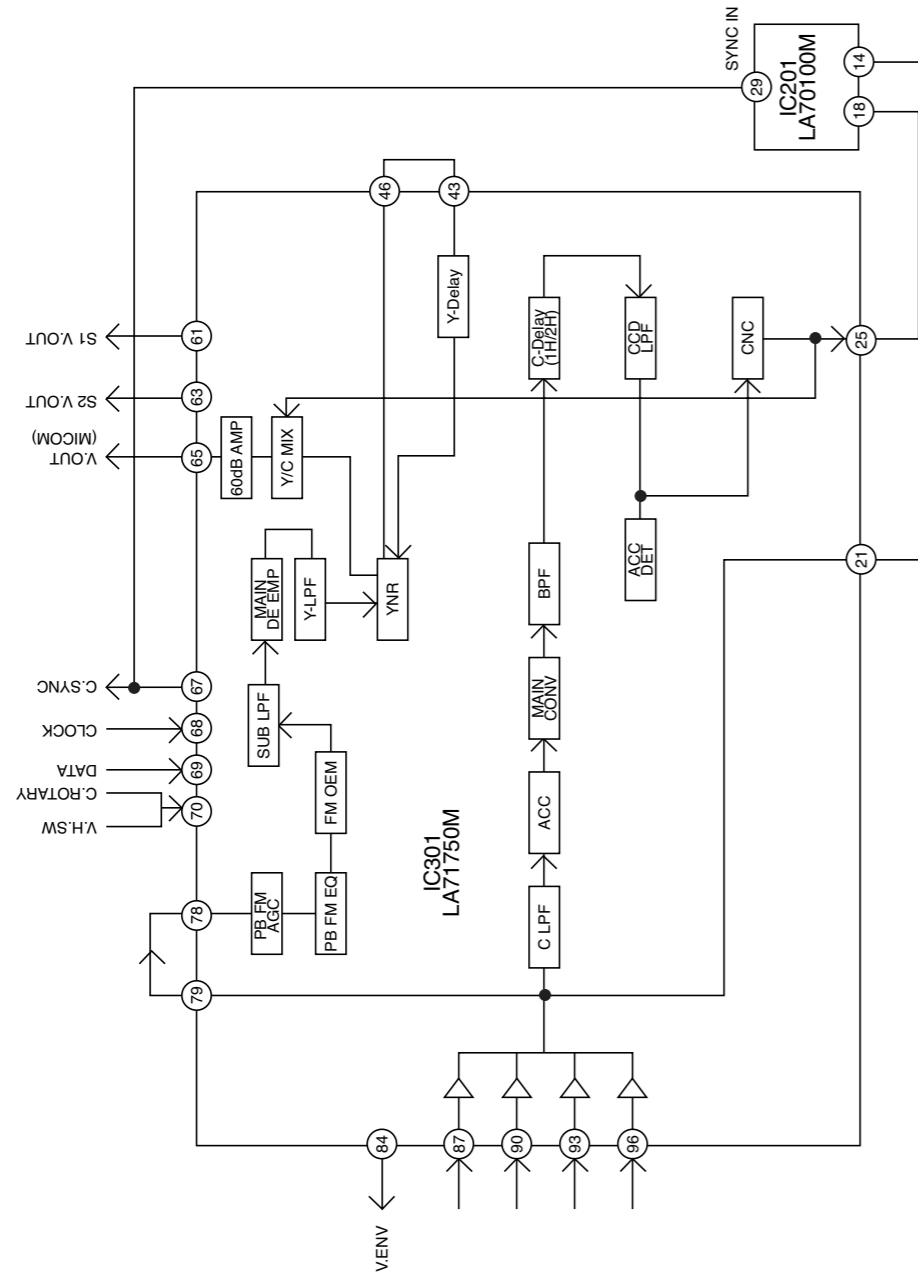 SYNC IN
29
IC201
LA70100M
18
14
S1 V.OUT
S2 V.OUT
V.OUT
(MICOM)
C.SYNC
CLOCK
DATA
C.ROTARY
V.H.SW
61
63
65
67
68
69
70
78
79
46
43
60dB AMP
Y/C MIX
Y-Delay
MAIN
DE EMP
Y-LPF
YNR
SUB LPF
FM OEM
PB FM
AGC
PB FM EQ
IC301
LA71750M
C LPF
ACC
MAIN
CONV
BPF
C-Delay
(1H/2H)
CCD
LPF
ACC
DET
CNC
25
21
84
87
90
93
96
V.ENV